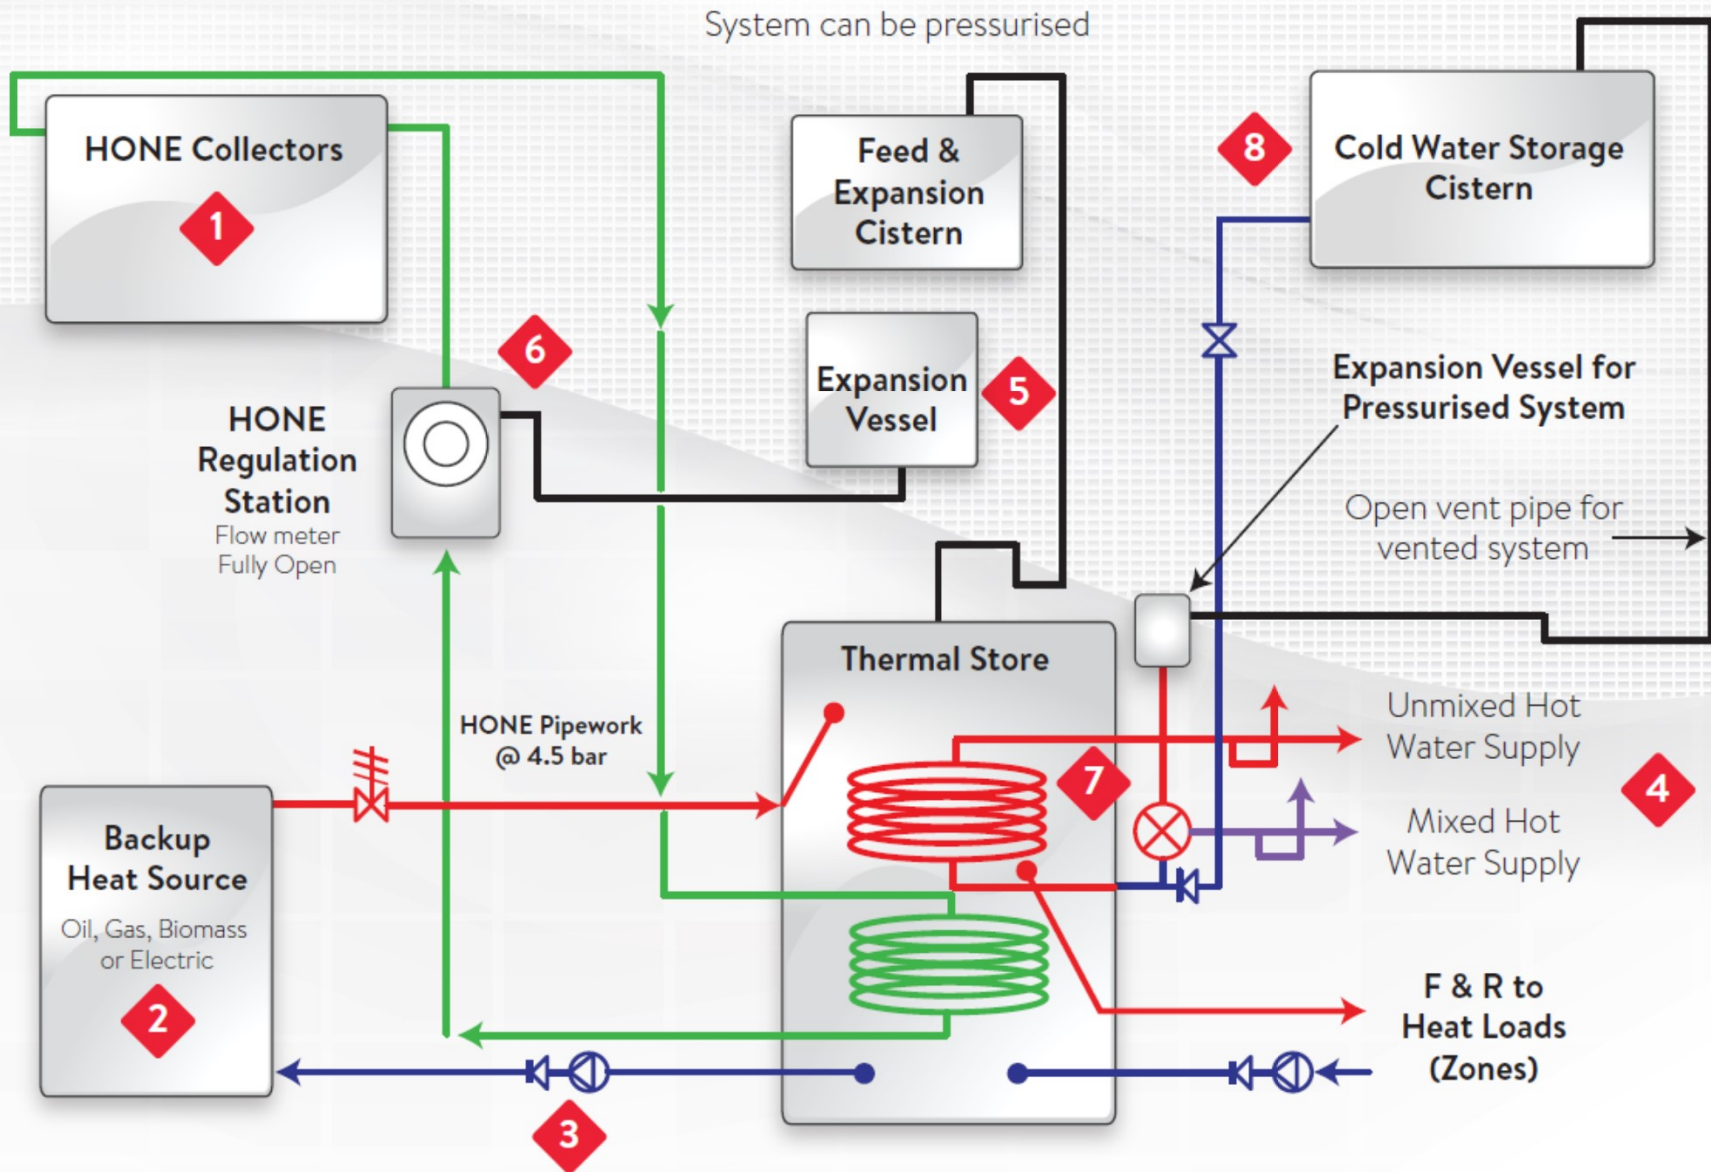 System can be pressurised
HONE Collectors
1
Feed &
Expansion
Cistern
8
Cold Water Storage
Cistern
6
Expansion
Vessel
5
HONE
Regulation
Station
Flow meter
Fully Open
Expansion Vessel for
Pressurised System
Open vent pipe for
vented system
Thermal Store
HONE Pipework
@ 4.5 bar
7
Unmixed Hot
Water Supply
4
Mixed Hot
Water Supply
Backup
Heat Source
Oil, Gas, Biomass
or Electric
2
F & R to
Heat Loads
(Zones)
3